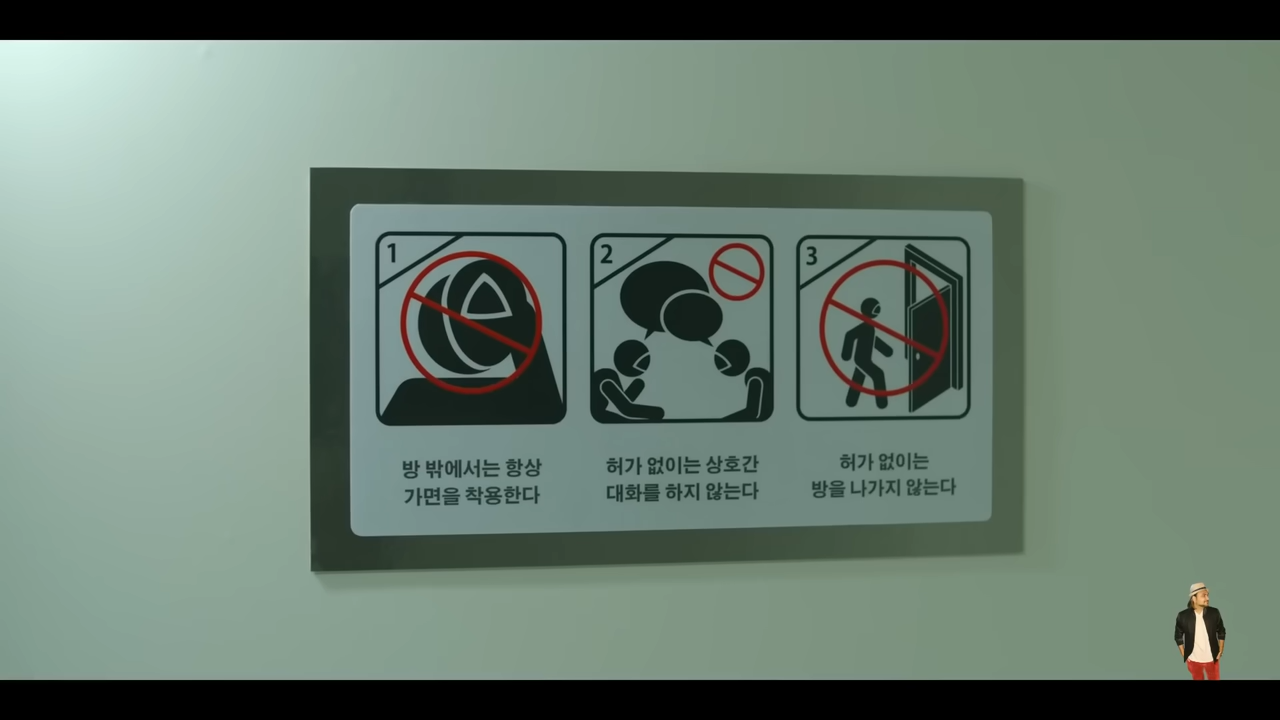 1
2
3
방 밖에서는 항상
가면을 착용한다
허가 없이는 상호간
대화를 하지 않는다
허가 없이는
방을 나가지 않는다